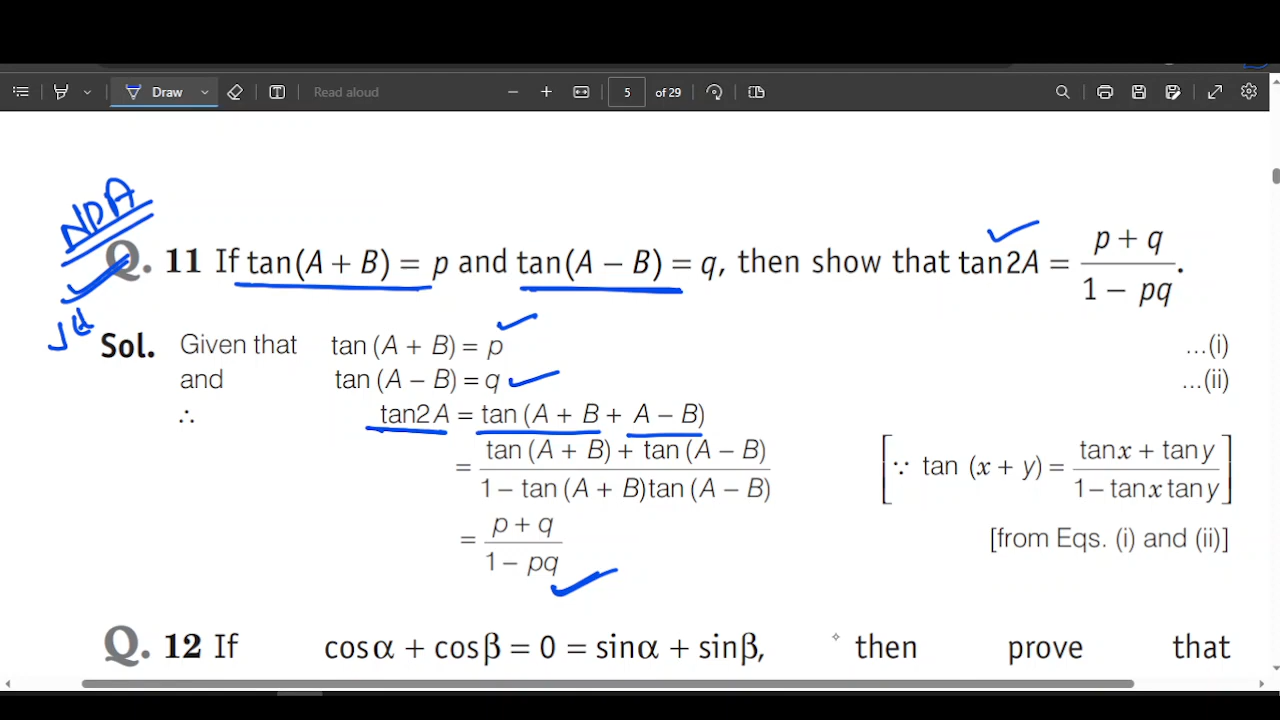 Draw Read aloud 5 of 29
NDA
Q. 11 If tan(A + B) = p and tan(A − B) = q, then show that tan2A = (p + q)/(1 − pq).
Sol. Given that tan (A + B) = p ...(i)
and tan (A − B) = q ...(ii)
∴ tan2A = tan (A + B + A − B)
= (tan (A + B) + tan (A − B))/(1 − tan (A + B)tan (A − B)) [∵ tan (x + y) = (tanx + tany)/(1 − tanx tany)]
= (p + q)/(1 − pq) [from Eqs. (i) and (ii)]
Q. 12 If cosα + cosβ = 0 = sinα + sinβ, then prove that